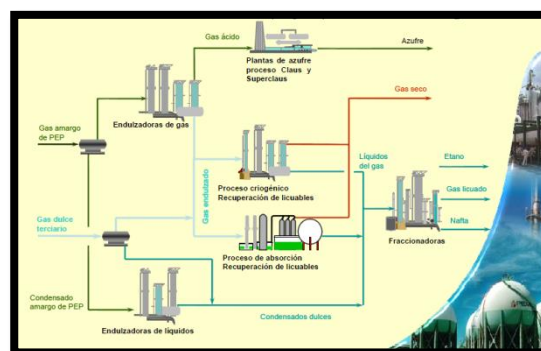 Gas ácido
Azufre
Plantas de azufre
proceso Claus y
Superclaus
Gas seco
Endulzadoras de gas
Gas amargo
de PEP
Etano
Líquidos
del gas
Gas licuado
Proceso criogénico
Recuperación de licuables
Gas endulzado
Nafta
Gas dulce
terciario
Fraccionadoras
Proceso de absorción
Recuperación de licuables
Condensado
amargo de PEP
Condensados dulces
Endulzadoras de líquidos